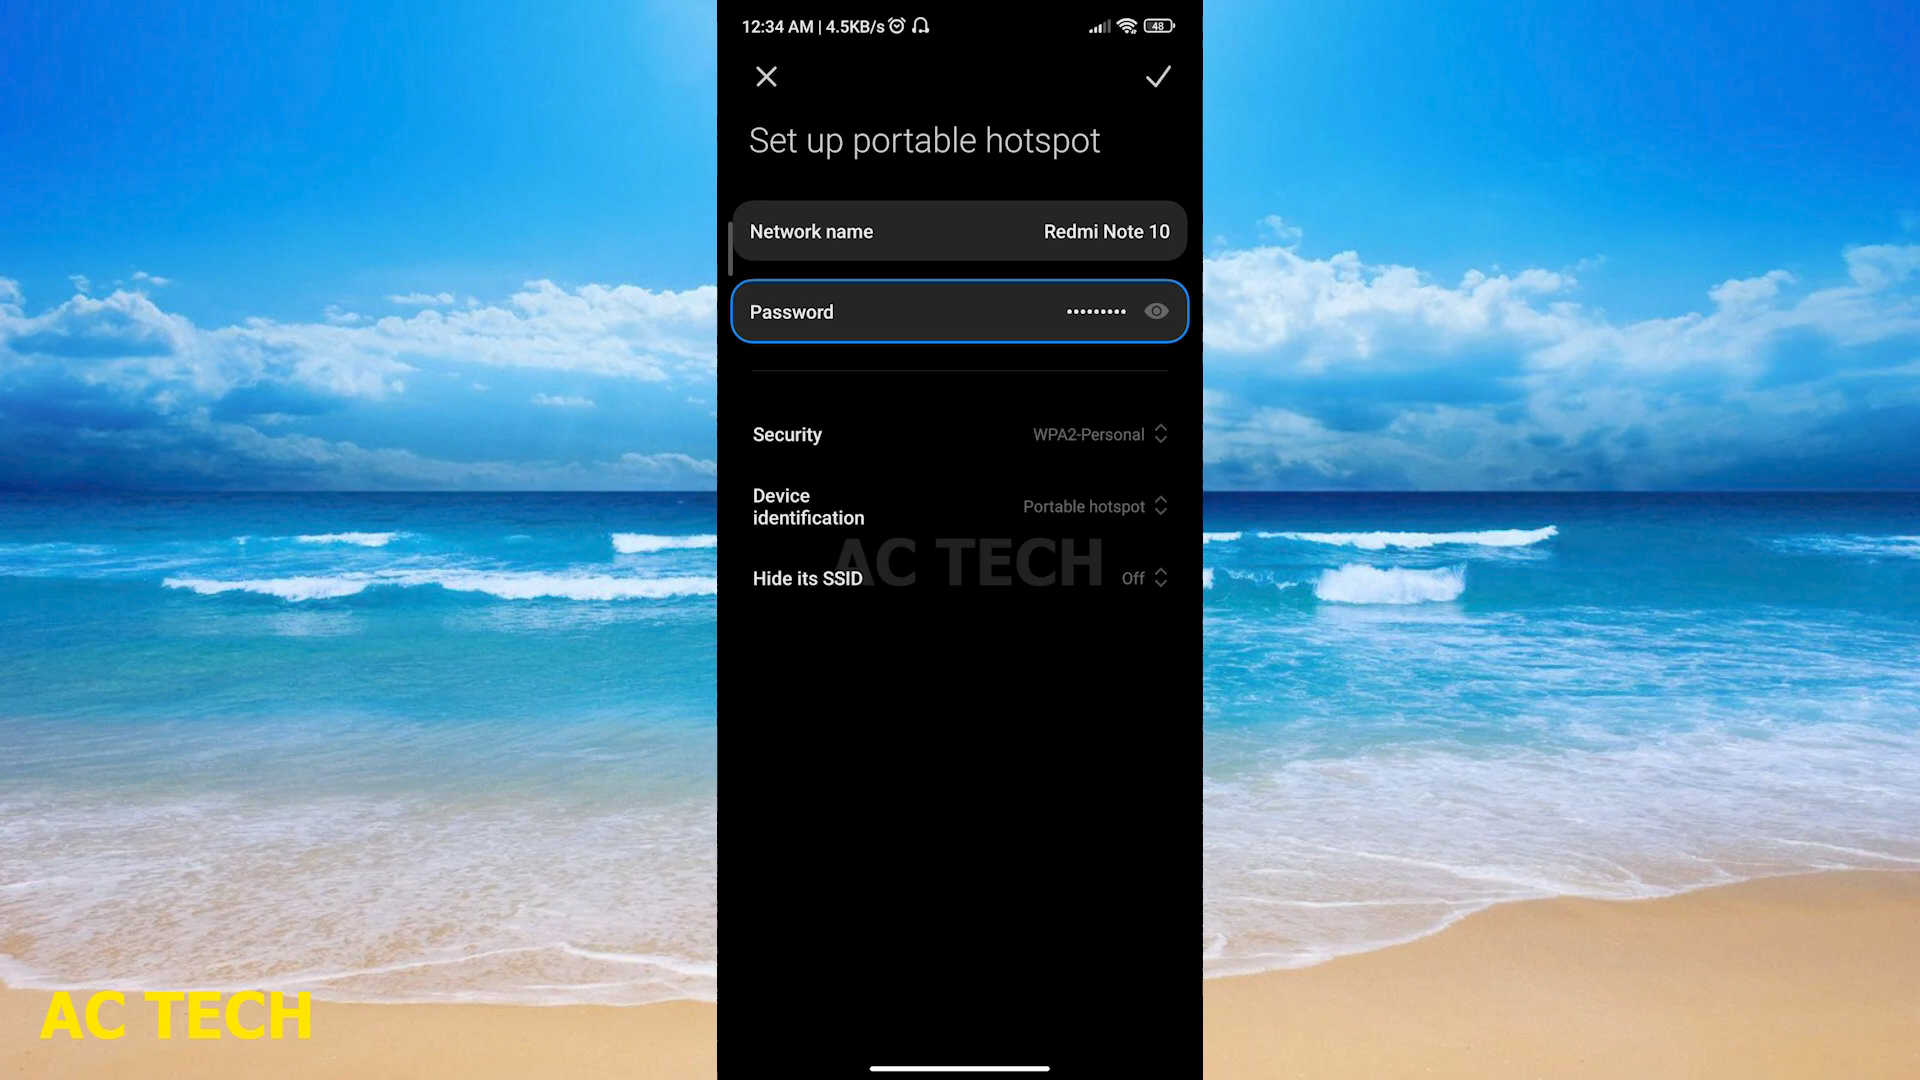 12:34 AM | 4.5KB/s 48
Set up portable hotspot
Network name Redmi Note 10
Password •••••••••
Security WPA2-Personal
Device
identification Portable hotspot
Hide its SSID Off
AC TECH
AC TECH